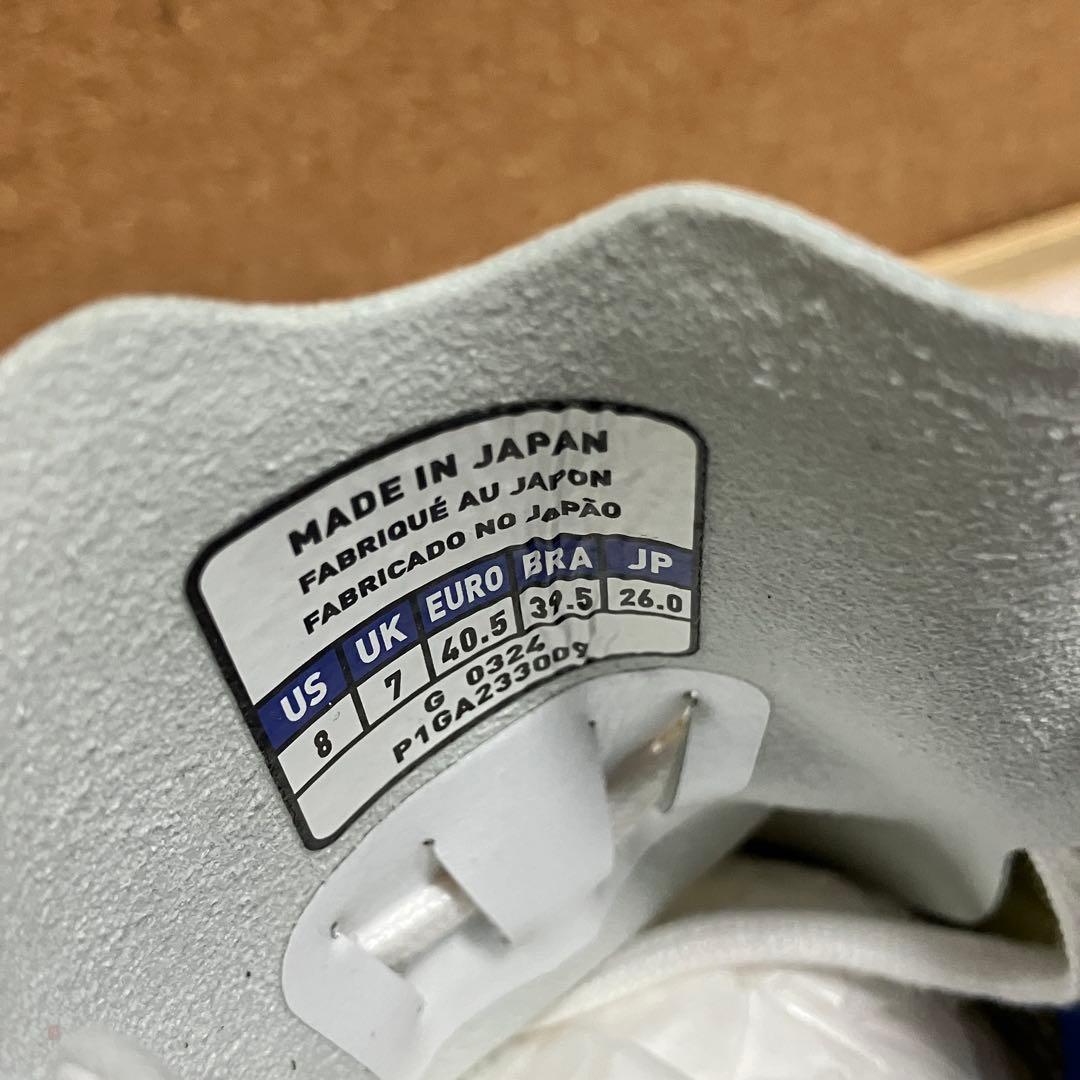 MADE IN JAPAN
FABRIQUÉ AU JAPON
FABRICADO NO JAPÃO
US UK EURO BRA JP
8 7 40.5 39.5 26.0
G 0324
P1GA233009